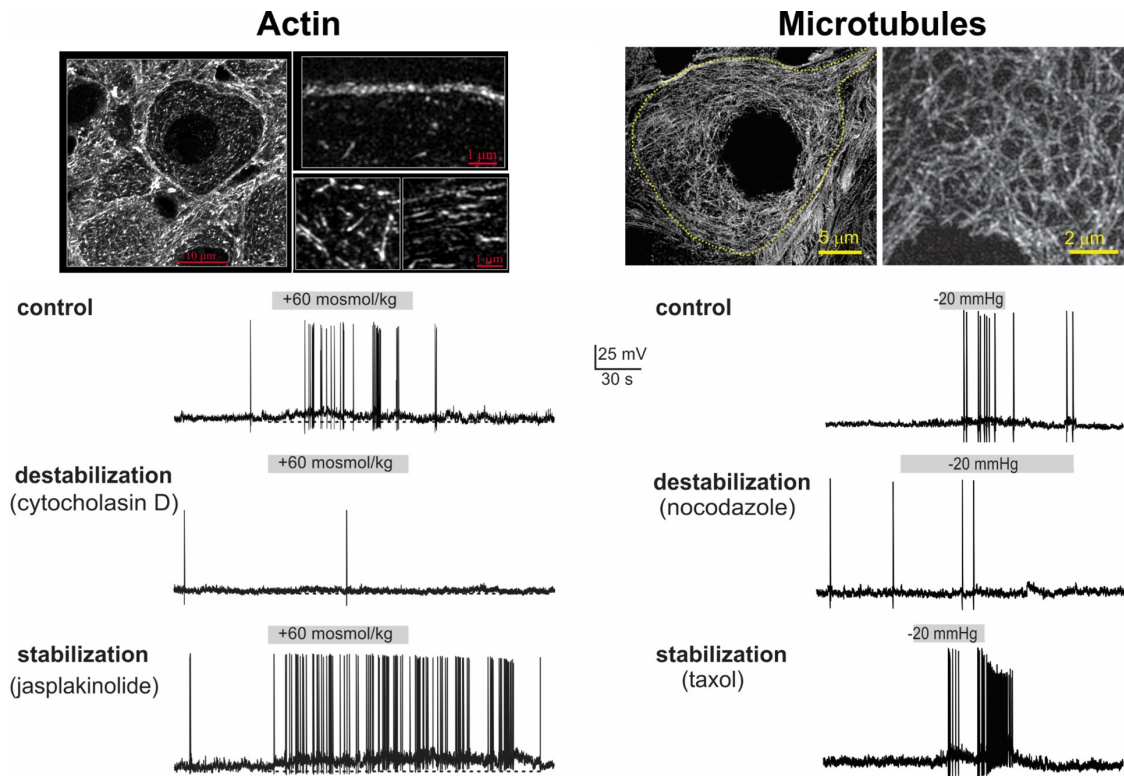 Actin
Microtubules
10 μm
1 μm
1 μm
5 μm
2 μm
control
+60 mosmol/kg
25 mV
30 s
destabilization
(cytocholasin D)
+60 mosmol/kg
stabilization
(jasplakinolide)
+60 mosmol/kg
control
-20 mmHg
destabilization
(nocodazole)
-20 mmHg
stabilization
(taxol)
-20 mmHg